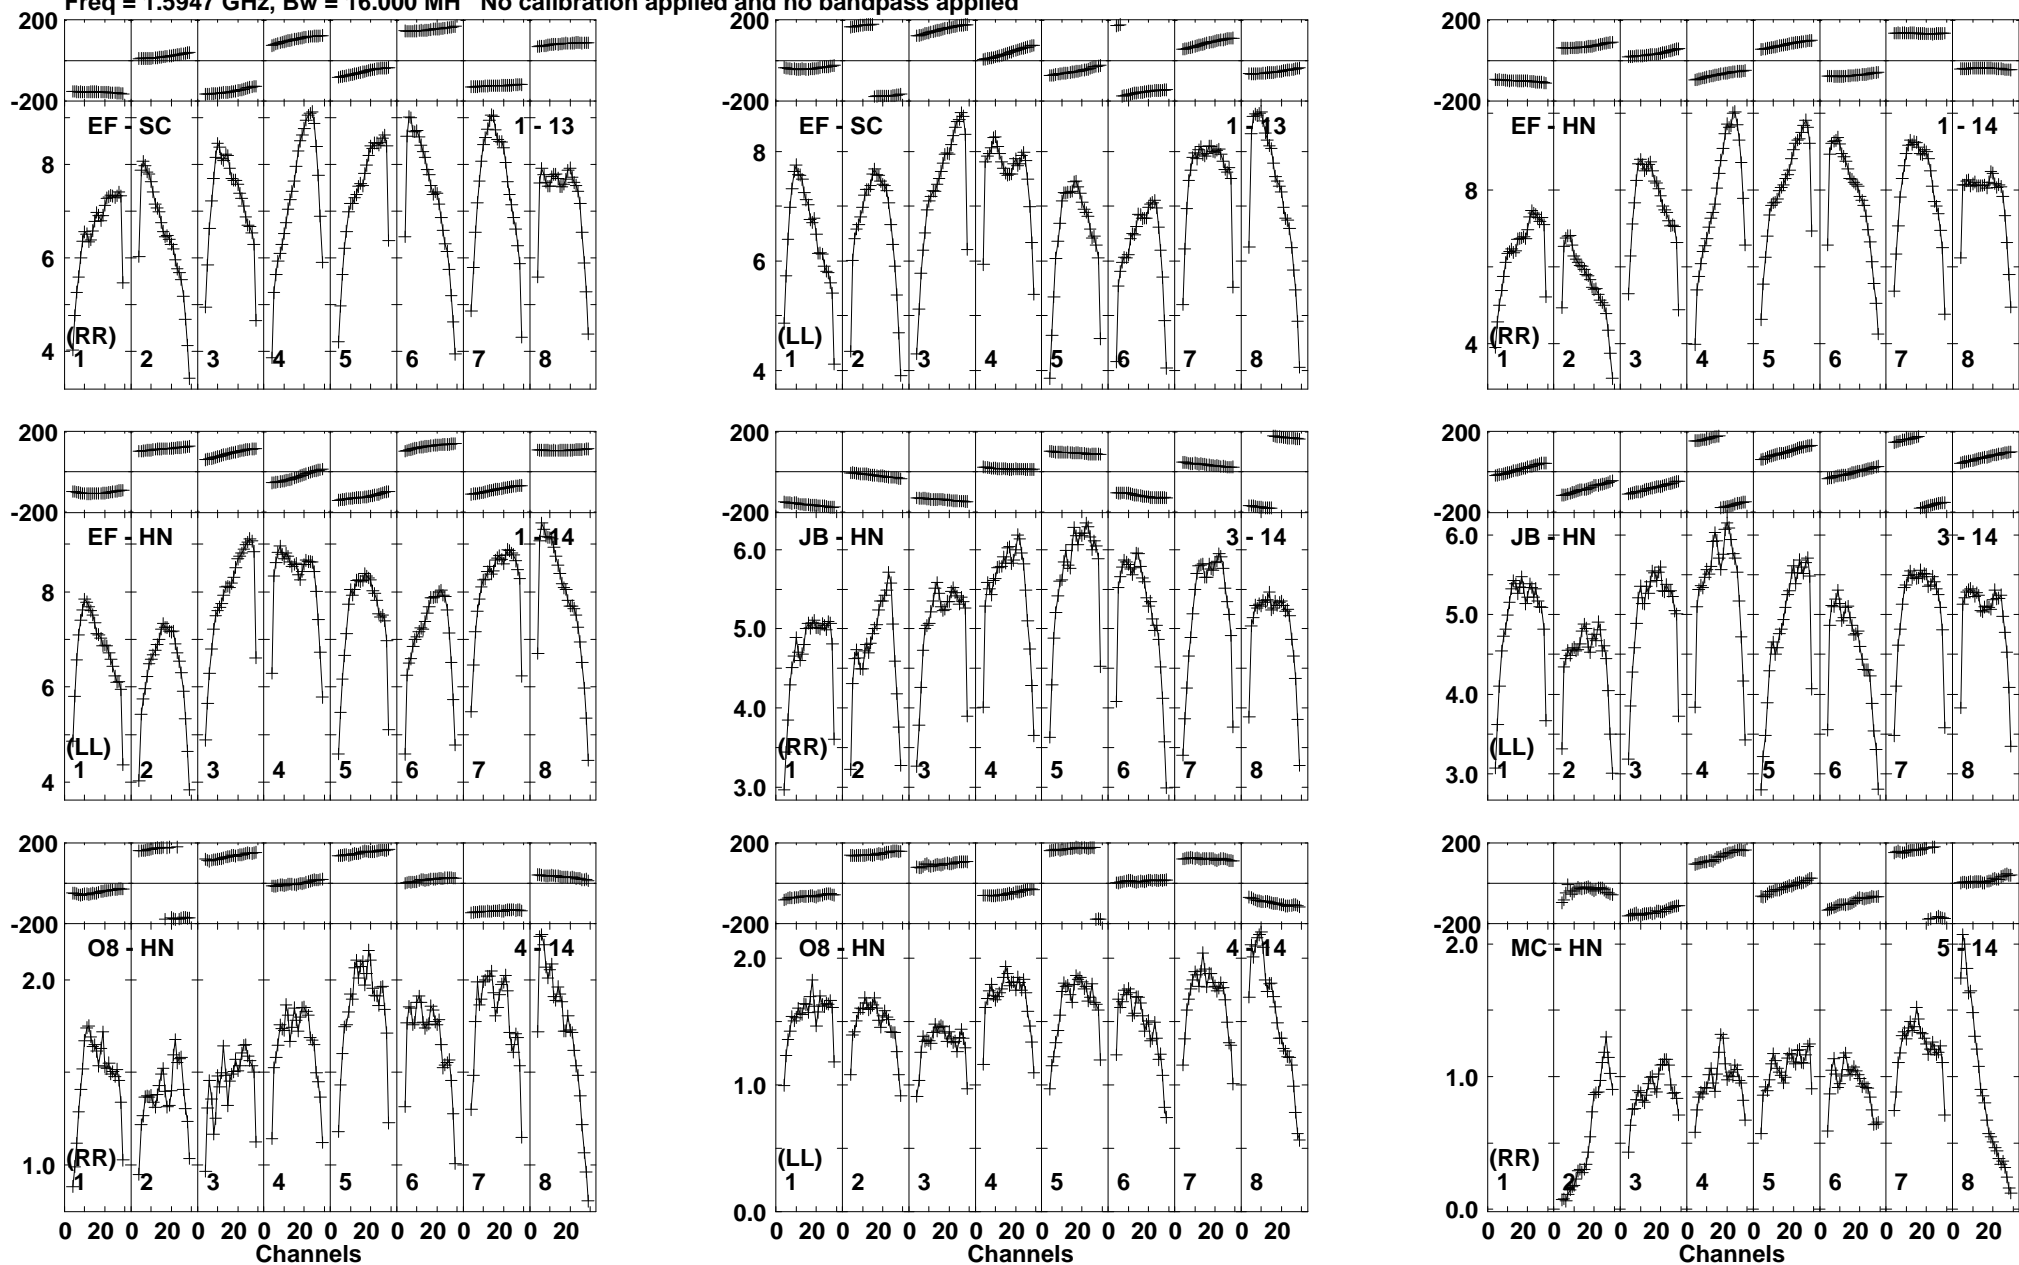 Freq = 1.5947 GHz, Bw = 16.000 MH No calibration applied and no bandpass applied
200 200 200
-200 -200 -200
EF - SC 1 - 13 EF - SC 1 - 13 EF - HN 1 - 14
8 8 8
6 6
4 4 4
(RR) (LL) (RR)
1 2 3 4 5 6 7 8 1 2 3 4 5 6 7 8 1 2 3 4 5 6 7 8
200 200 200
-200 -200 -200
EF - HN 1 - 14 JB - HN 3 - 14 JB - HN 3 - 14
8 6.0 6.0
6 5.0 5.0
4 4.0 4.0
3.0 3.0
(LL) (RR) (LL)
1 2 3 4 5 6 7 8 1 2 3 4 5 6 7 8 1 2 3 4 5 6 7 8
200 200 200
-200 -200 -200
O8 - HN 4 - 14 O8 - HN 4 - 14 MC - HN 5 - 14
2.0 2.0 2.0
1.0 1.0 1.0
0.0 0.0
(RR) (LL) (RR)
1 2 3 4 5 6 7 8 1 2 3 4 5 6 7 8 1 2 3 4 5 6 7 8
0 20 0 20 0 20 0 20 0 20 0 20 0 20 0 20 0 20 0 20 0 20 0 20 0 20 0 20 0 20 0 20 0 20 0 20 0 20 0 20 0 20 0 20 0 20 0 20
Channels Channels Channels